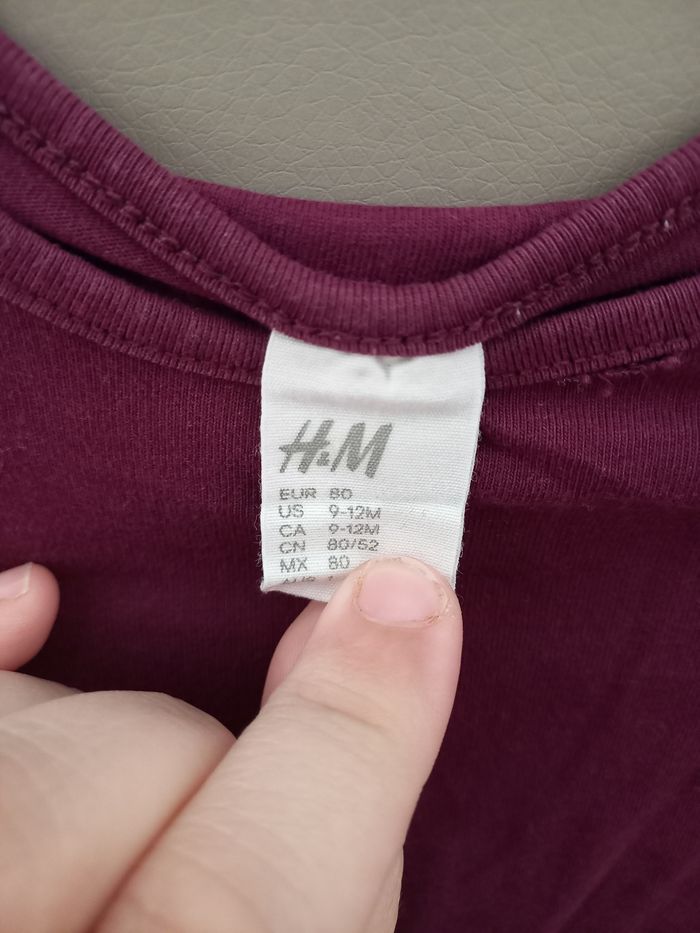 H&M
EUR 80
US 9-12M
CA 9-12M
CN 80/52
MX 80